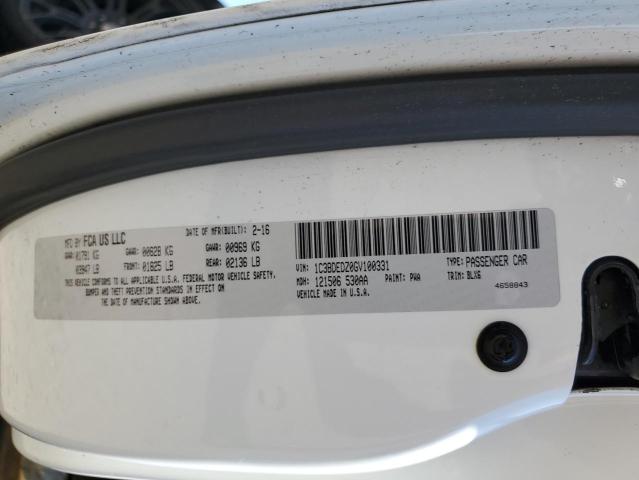 MFG BY FCA US LLC DATE OF MFR(BUILT): 2-16
GVWR: 01791 KG GAWR: 00828 KG GAWR: 00969 KG
03947 LB FRONT: 01825 LB REAR: 02136 LB
THIS VEHICLE CONFORMS TO ALL APPLICABLE U.S.A. FEDERAL MOTOR VEHICLE SAFETY,
BUMPER AND THEFT PREVENTION STANDARDS IN EFFECT ON
THE DATE OF MANUFACTURE SHOWN ABOVE.
VIN: 1C3BDEDZ0GV100331 TYPE: PASSENGER CAR
MDH: 121506 530AA PAINT: PWA TRIM: BLXG
VEHICLE MADE IN U.S.A. 4658843